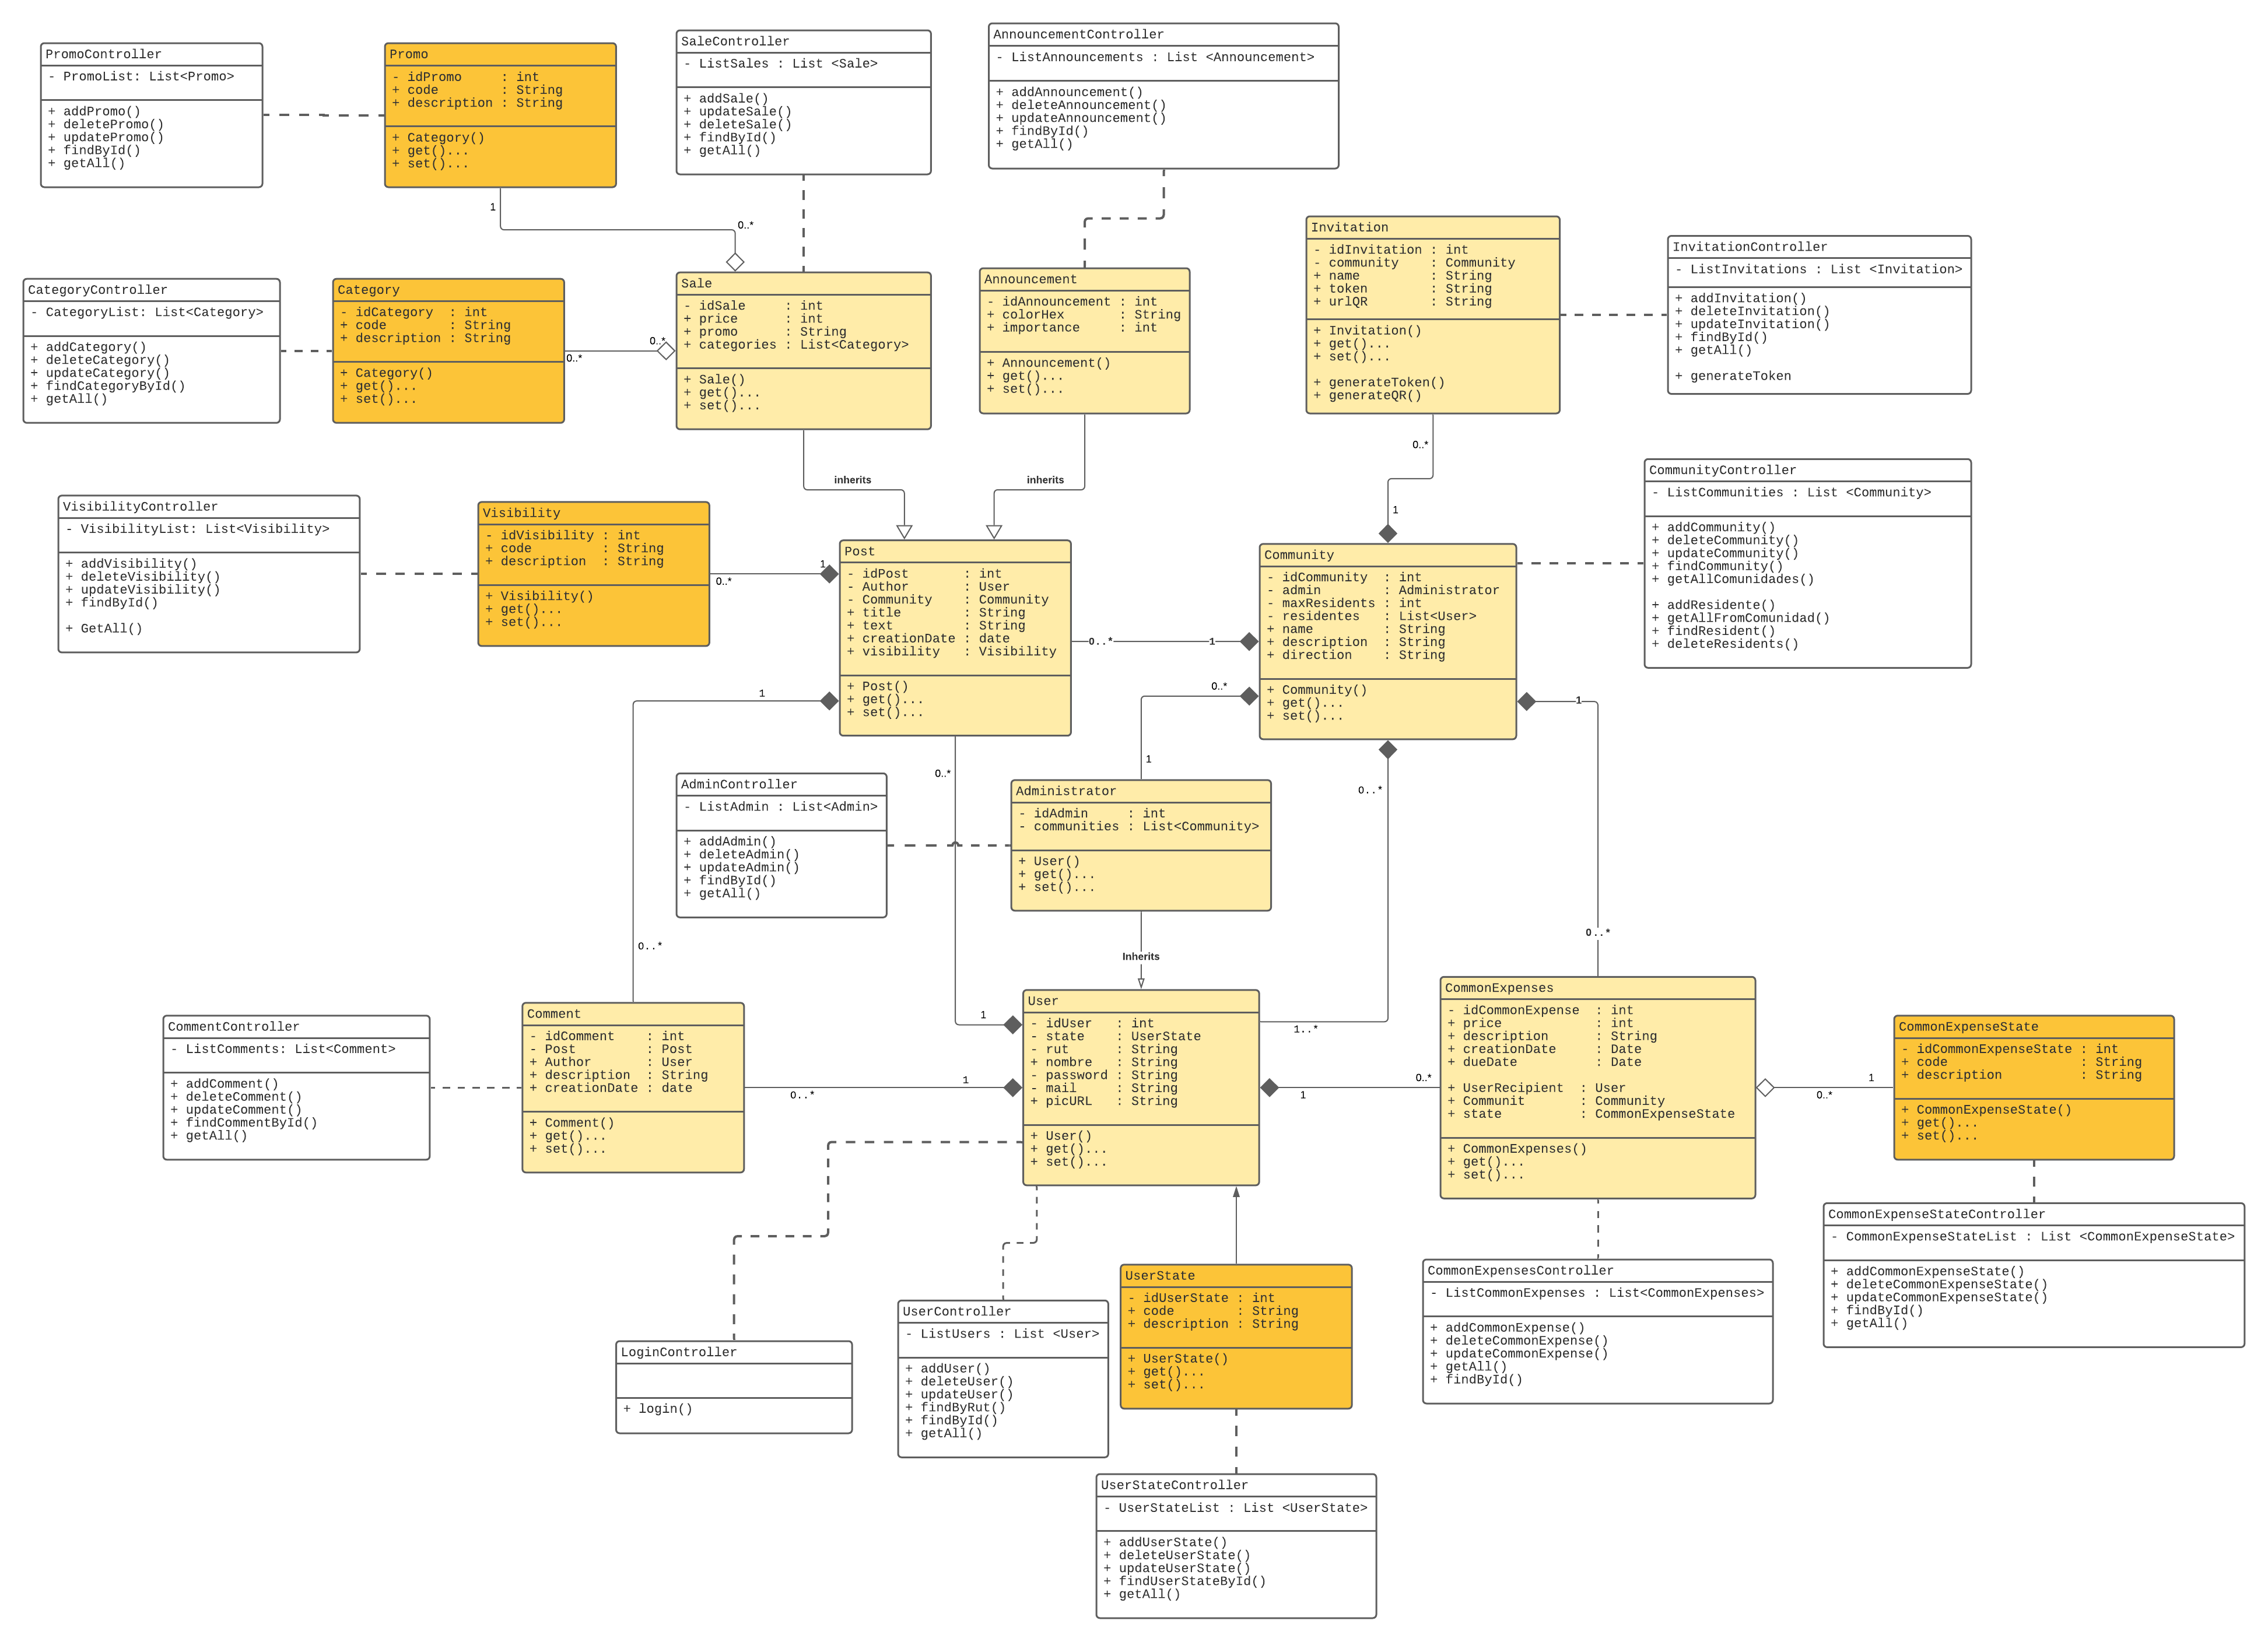 PromoController
- PromoList: List<Promo>
+ addPromo()
+ deletePromo()
+ updatePromo()
+ findById()
+ getAll()
Promo
- idPromo : int
+ code : String
+ description : String
+ Category()
+ get()...
+ set()...
SaleController
- ListSales : List <Sale>
+ addSale()
+ updateSale()
+ deleteSale()
+ findById()
+ getAll()
AnnouncementController
- ListAnnouncements : List <Announcement>
+ addAnnouncement()
+ deleteAnnouncement()
+ updateAnnouncement()
+ findById()
+ getAll()
1
0..*
CategoryController
- CategoryList: List<Category>
+ addCategory()
+ deleteCategory()
+ updateCategory()
+ findCategoryById()
+ getAll()
Category
- idCategory : int
+ code : String
+ description : String
+ Category()
+ get()...
+ set()...
0..*
0..*
Sale
- idSale : int
+ price : int
+ promo : String
+ categories : List<Category>
+ Sale()
+ get()...
+ set()...
Announcement
- idAnnouncement : int
+ colorHex : String
+ importance : int
+ Announcement()
+ get()...
+ set()...
Invitation
- idInvitation : int
- community : Community
+ name : String
+ token : String
+ urlQR : String
+ Invitation()
+ get()...
+ set()...
+ generateToken()
+ generateQR()
InvitationController
- ListInvitations : List <Invitation>
+ addInvitation()
+ deleteInvitation()
+ updateInvitation()
+ findById()
+ getAll()
+ generateToken
inherits
inherits
0..*
1
VisibilityController
- VisibilityList: List<Visibility>
+ addVisibility()
+ deleteVisibility()
+ updateVisibility()
+ findById()
+ GetAll()
Visibility
- idVisibility : int
+ code : String
+ description : String
+ Visibility()
+ get()...
+ set()...
1
0..*
Post
- idPost : int
- Author : User
- Community : Community
+ title : String
+ text : String
+ creationDate : date
+ visibility : Visibility
+ Post()
+ get()...
+ set()...
0..*
1
Community
- idCommunity : int
- admin : Administrator
- maxResidents : int
- residentes : List<User>
+ name : String
+ description : String
+ direction : String
+ Community()
+ get()...
+ set()...
CommunityController
- ListCommunities : List <Community>
+ addCommunity()
+ deleteCommunity()
+ updateCommunity()
+ findCommunity()
+ getAllComunidades()
+ addResidente()
+ getAllFromComunidad()
+ findResident()
+ deleteResidents()
1
0..*
1
0..*
1
0..*
AdminController
- ListAdmin : List<Admin>
+ addAdmin()
+ deleteAdmin()
+ updateAdmin()
+ findById()
+ getAll()
Administrator
- idAdmin : int
- communities : List<Community>
+ User()
+ get()...
+ set()...
0..*
0..*
Inherits
CommentController
- ListComments: List<Comment>
+ addComment()
+ deleteComment()
+ updateComment()
+ findCommentById()
+ getAll()
Comment
- idComment : int
- Post : Post
+ Author : User
+ description : String
+ creationDate : date
+ Comment()
+ get()...
+ set()...
1
1
0..*
User
- idUser : int
- state : UserState
- rut : String
+ nombre : String
- password : String
- mail : String
+ picURL : String
+ User()
+ get()...
+ set()...
1..*
0..*
1
CommonExpenses
- idCommonExpense : int
+ price : int
+ description : String
+ creationDate : Date
+ dueDate : Date
+ UserRecipient : User
+ Communit : Community
+ state : CommonExpenseState
+ CommonExpenses()
+ get()...
+ set()...
1
0..*
CommonExpenseState
- idCommonExpenseState : int
+ code : String
+ description : String
+ CommonExpenseState()
+ get()...
+ set()...
CommonExpenseStateController
- CommonExpenseStateList : List <CommonExpenseState>
+ addCommonExpenseState()
+ deleteCommonExpenseState()
+ updateCommonExpenseState()
+ findById()
+ getAll()
CommonExpensesController
- ListCommonExpenses : List<CommonExpenses>
+ addCommonExpense()
+ deleteCommonExpense()
+ updateCommonExpense()
+ getAll()
+ findById()
LoginController
+ login()
UserController
- ListUsers : List <User>
+ addUser()
+ deleteUser()
+ updateUser()
+ findByRut()
+ findById()
+ getAll()
UserState
- idUserState : int
+ code : String
+ description : String
+ UserState()
+ get()...
+ set()...
UserStateController
- UserStateList : List <UserState>
+ addUserState()
+ deleteUserState()
+ updateUserState()
+ findUserStateById()
+ getAll()